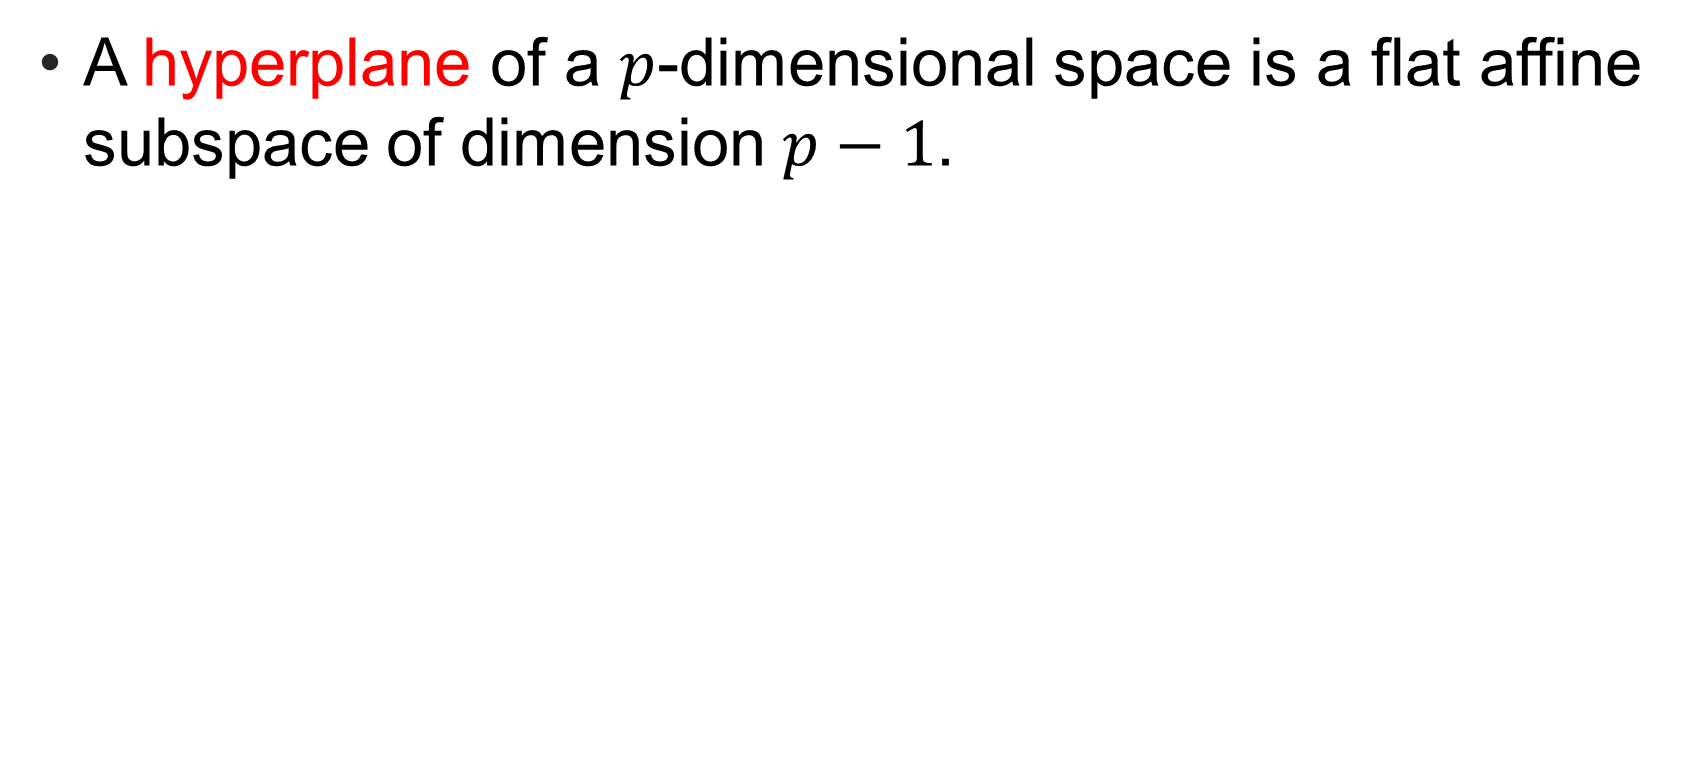 • A hyperplane of a 𝑝-dimensional space is a flat affine
subspace of dimension 𝑝 − 1.